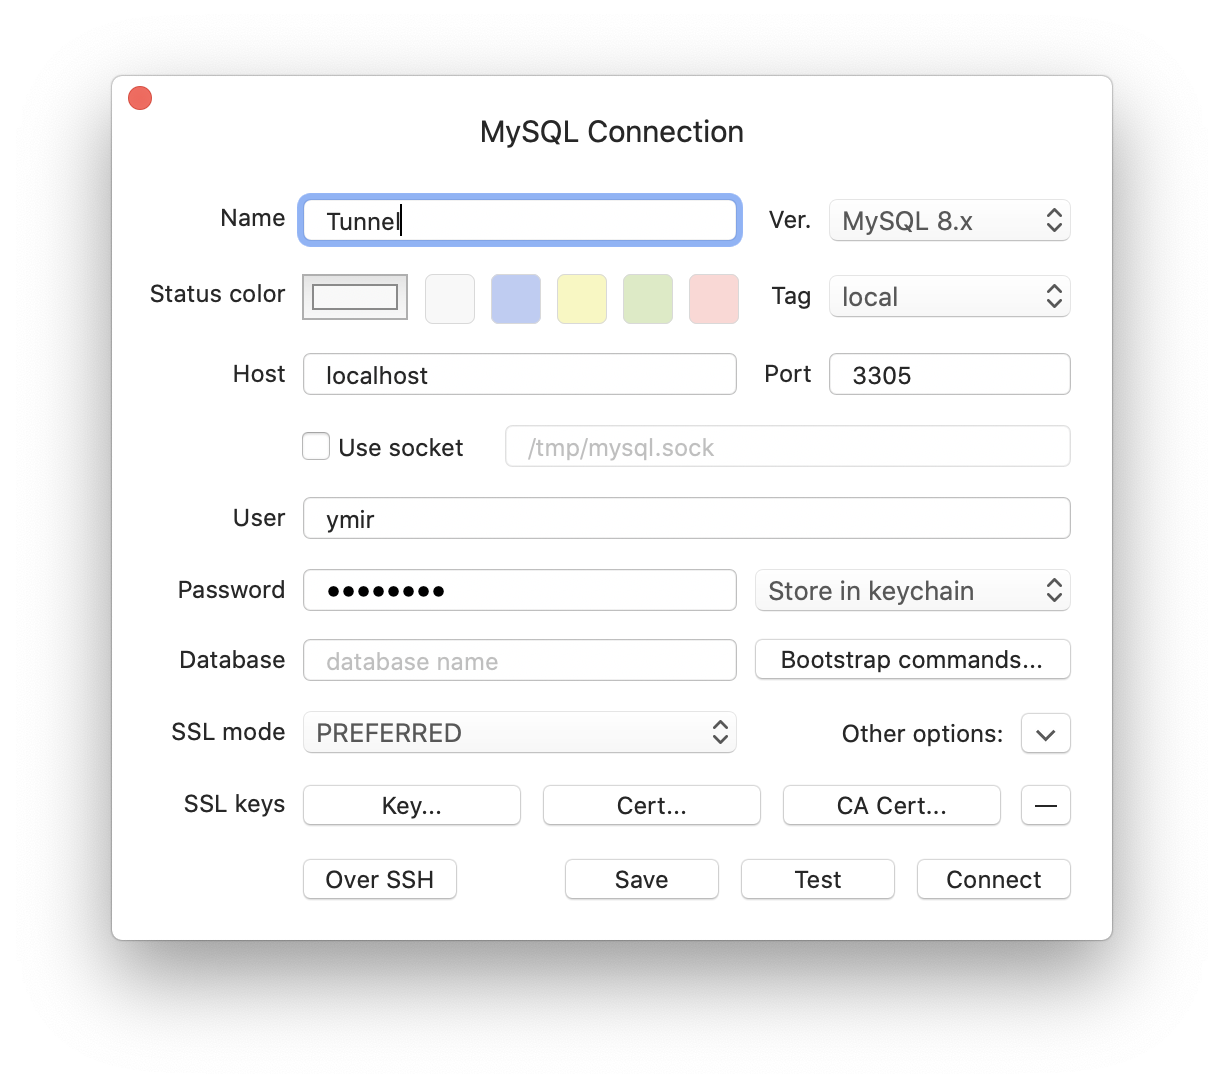 MySQL Connection
Name Tunnel Ver. MySQL 8.x
Status color Tag local
Host localhost Port 3305
Use socket /tmp/mysql.sock
User ymir
Password •••••••• Store in keychain
Database database name Bootstrap commands...
SSL mode PREFERRED Other options:
SSL keys Key... Cert... CA Cert...
Over SSH Save Test Connect